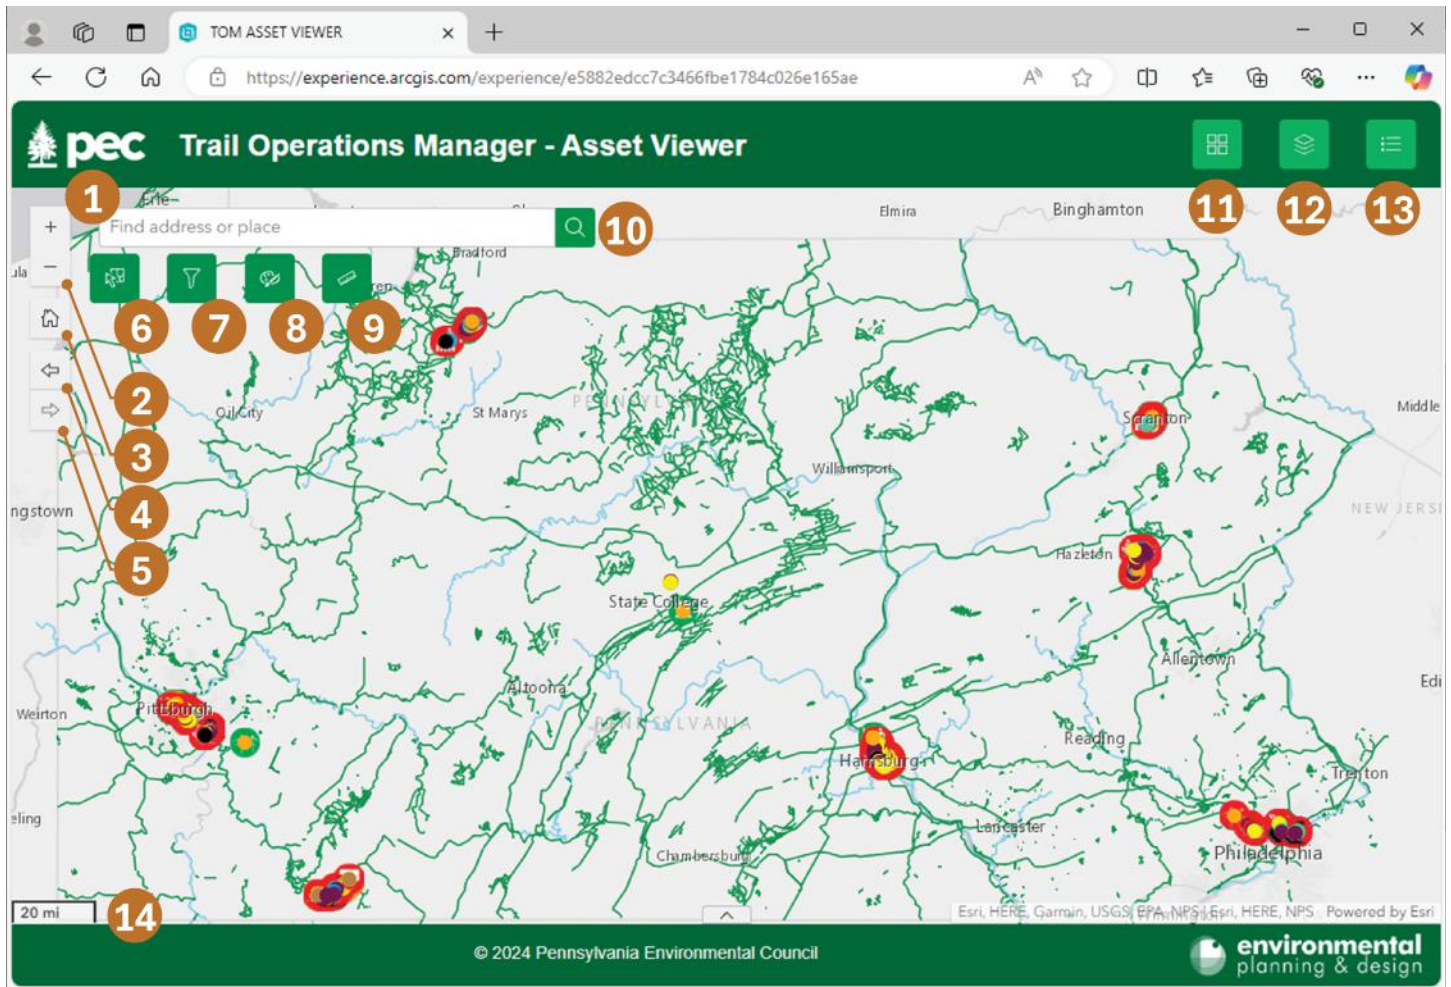 TOM ASSET VIEWER
https://experience.arcgis.com/experience/e5882edcc7c3466fbe1784c026e165ae
pec Trail Operations Manager - Asset Viewer
1
Erie
Find address or place
10
Elmira
Binghamton
11
12
13
Bradford
6
7
8
9
2
3
4
5
Oil City
St Marys
Scranton
Middle
Williamsport
ngstown
NEW JERSI
Hazleton
State College
Allentown
Altoona
Edi
Weirton
Pittsburgh
PENNSYLVANIA
Harrisburg
Reading
Trenton
eling
Lancaster
Chambersburg
Philadelphia
20 mi
14
Esri, HERE, Garmin, USGS, EPA, NPS | Esri, HERE, NPS
Powered by Esri
© 2024 Pennsylvania Environmental Council
environmental
planning & design